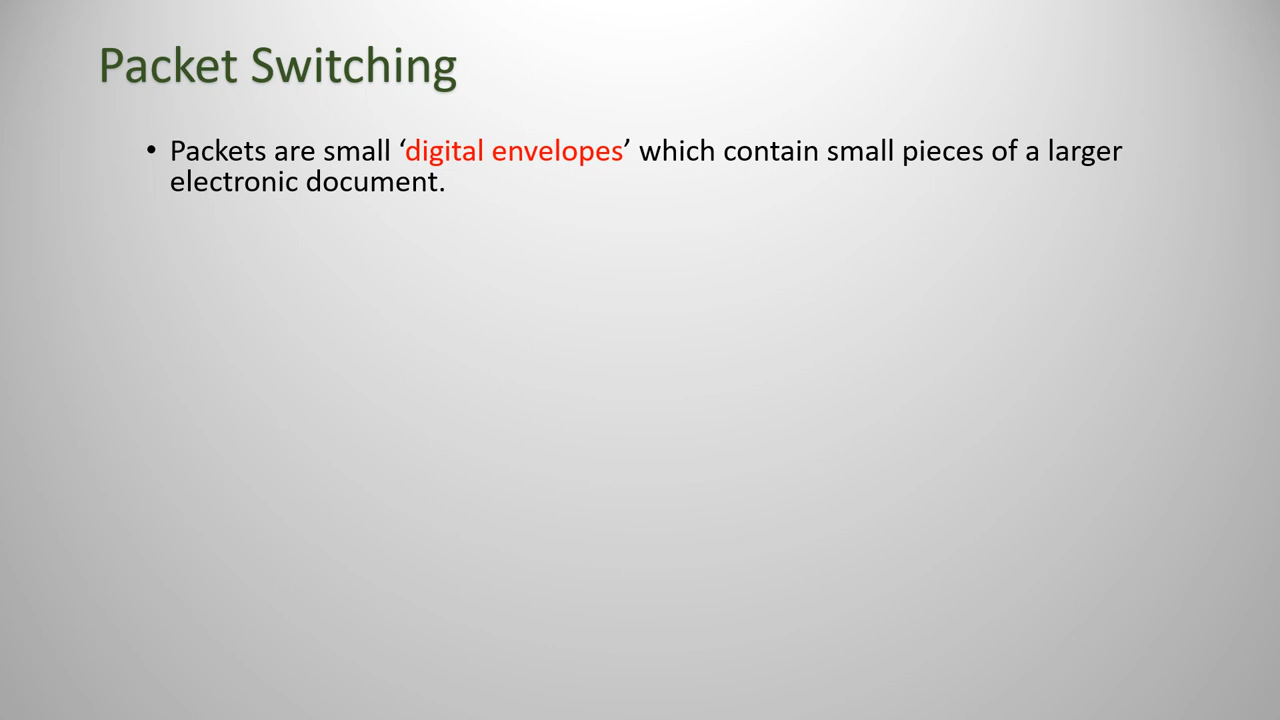 Packet Switching
• Packets are small ‘digital envelopes’ which contain small pieces of a larger
electronic document.